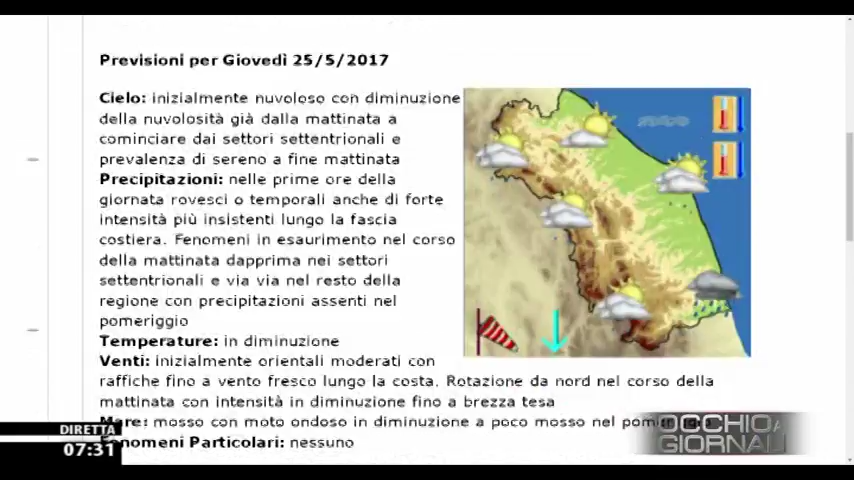 Previsioni per Giovedì 25/5/2017
Cielo: inizialmente nuvoloso con diminuzione
della nuvolosità già dalla mattinata a
cominciare dai settori settentrionali e
prevalenza di sereno a fine mattinata
Precipitazioni: nelle prime ore della
giornata rovesci o temporali anche di forte
intensità più insistenti lungo la fascia
costiera. Fenomeni in esaurimento nel corso
della mattinata dapprima nei settori
settentrionali e via via nel resto della
regione con precipitazioni assenti nel
pomeriggio
Temperature: in diminuzione
Venti: inizialmente orientali moderati con
raffiche fino a vento fresco lungo la costa. Rotazione da nord nel corso della
mattinata con intensità in diminuzione fino a brezza tesa
Mare: mosso con moto ondoso in diminuzione a poco mosso nel
Fenomeni Particolari: nessuno
DIRETTA
07:31
OCCHIO AI
GIORNALI